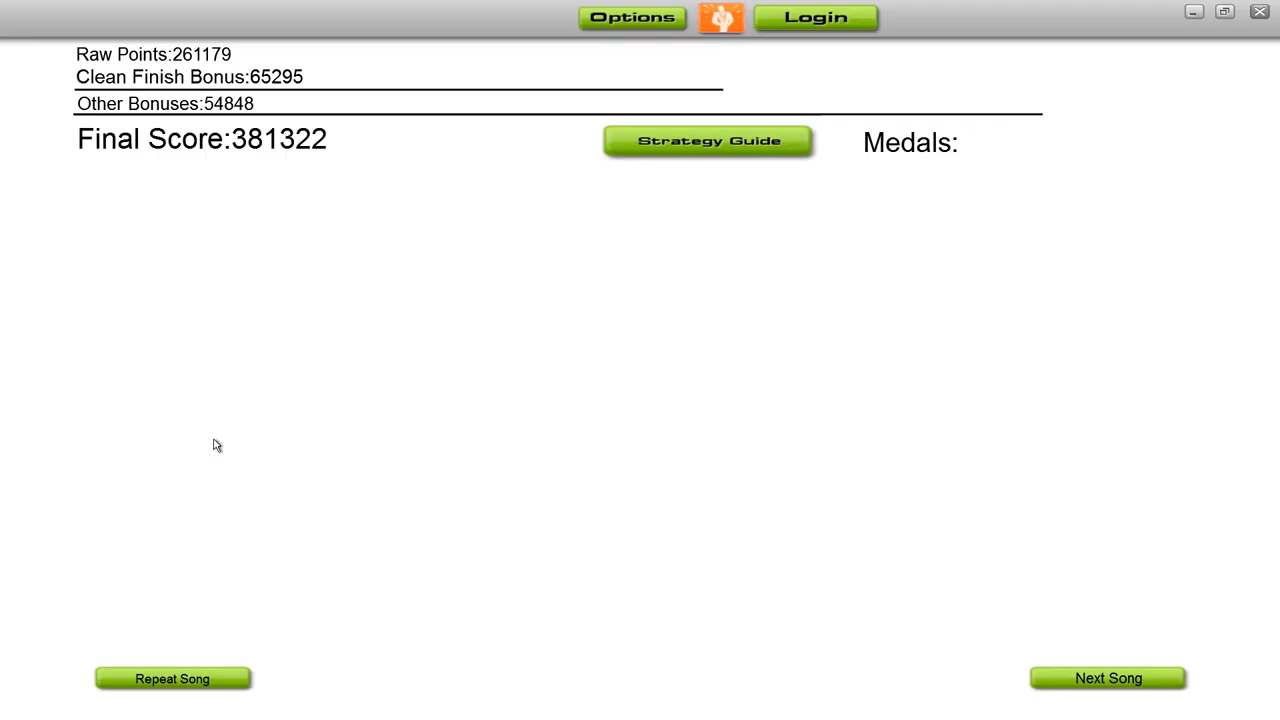 Options Login
Raw Points:261179
Clean Finish Bonus:65295
Other Bonuses:54848
Final Score:381322
Strategy Guide
Medals:
Repeat Song
Next Song